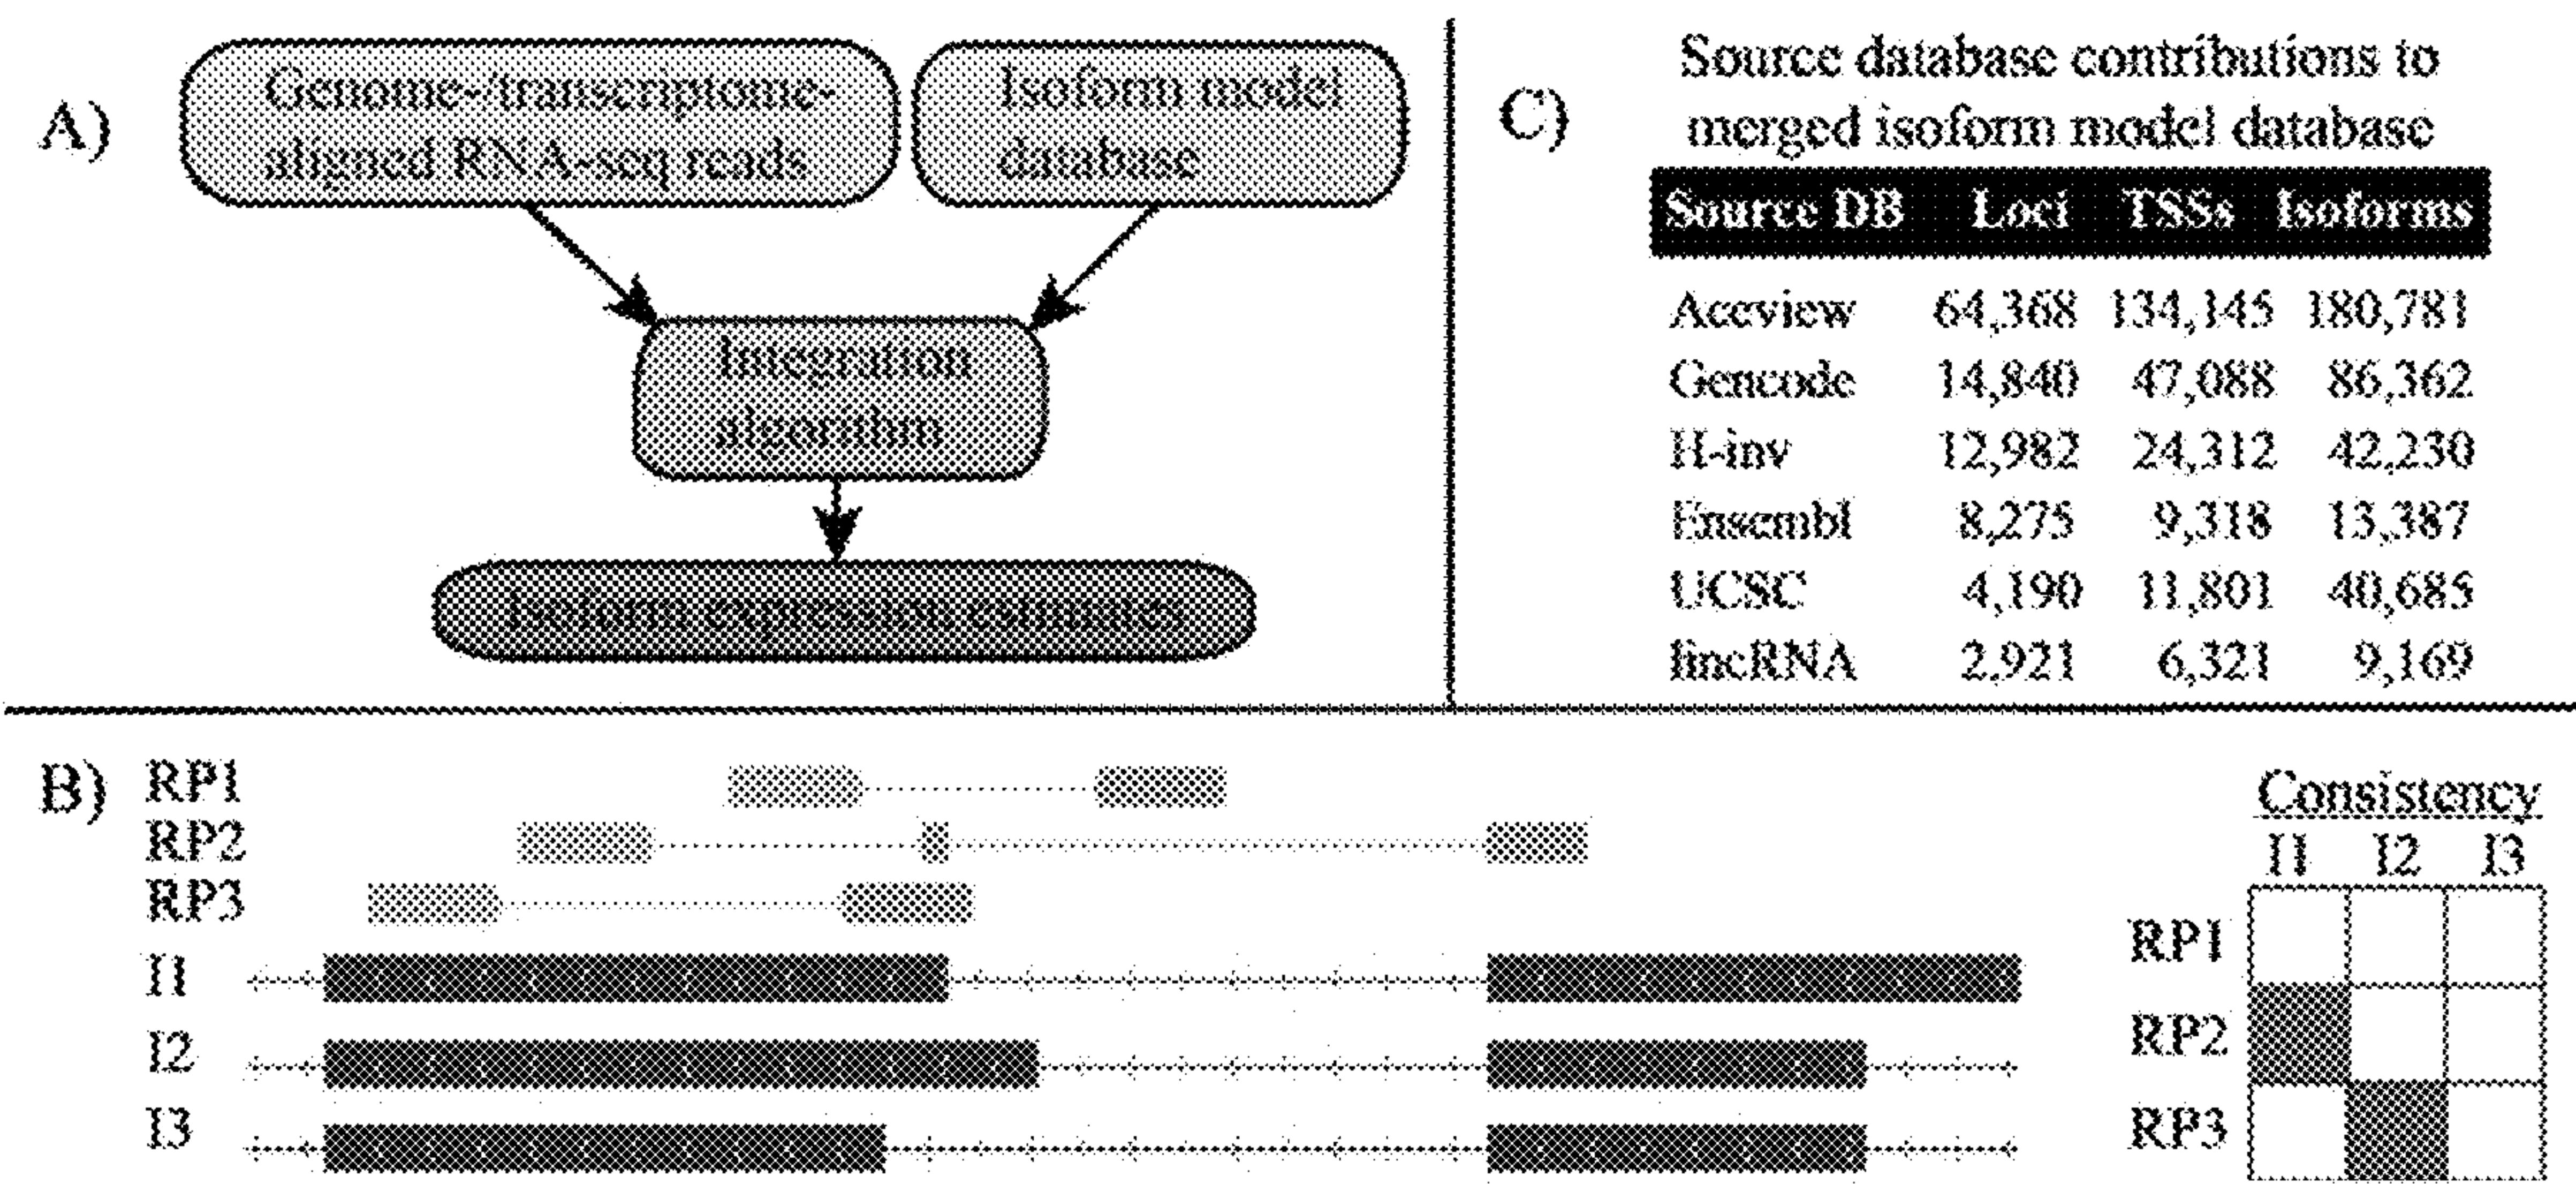 A)
Genome-/transcriptome-
aligned RNA-seq reads
Isoform model
database
Integration
algorithm
Isoform expression estimates
C)
Source database contributions to
merged isoform model database
Source DB Loci TSSs Isoforms
Aceview 64,368 134,145 180,781
Gencode 14,840 47,088 86,362
H-inv 12,982 24,312 42,230
Ensembl 8,275 9,318 13,387
UCSC 4,190 11,801 40,685
lincRNA 2,921 6,321 9,169
B)
RP1
RP2
RP3
I1
I2
I3
Consistency
I1 I2 I3
RP1
RP2
RP3